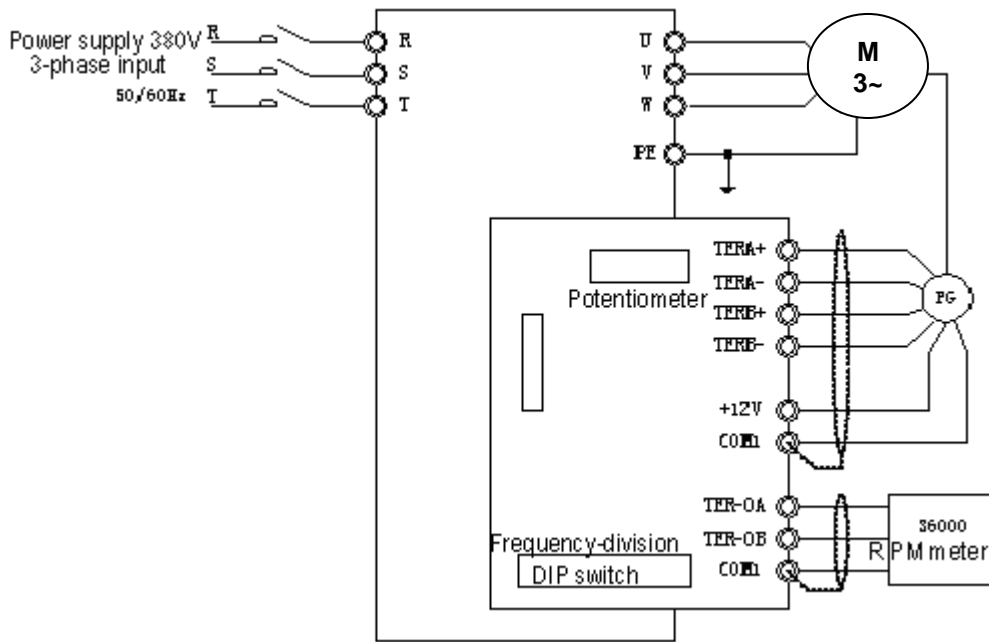 Power supply 380V
3-phase input
50/60Hz
R
S
T
R
S
T
U
V
W
PE
M
3~
TERA+
TERA-
TERB+
TERB-
+12V
COM1
PG
Potentiometer
TER-OA
TER-OB
COM1
Frequency-division
DIP switch
S6000
RPM meter